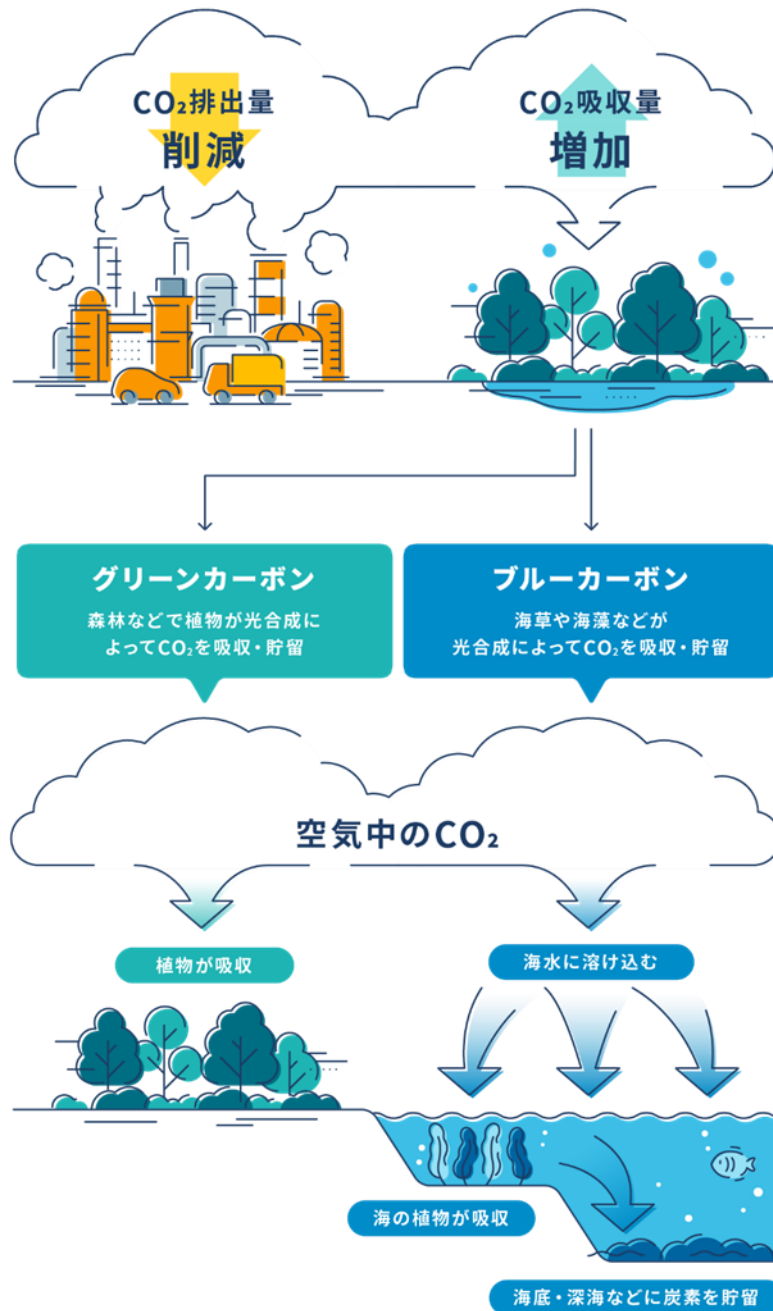 CO₂排出量
削減
CO₂吸収量
増加
グリーンカーボン
森林などで植物が光合成に
よってCO₂を吸収・貯留
ブルーカーボン
海草や海藻などが
光合成によってCO₂を吸収・貯留
空気中のCO₂
植物が吸収
海水に溶け込む
海の植物が吸収
海底・深海などに炭素を貯留